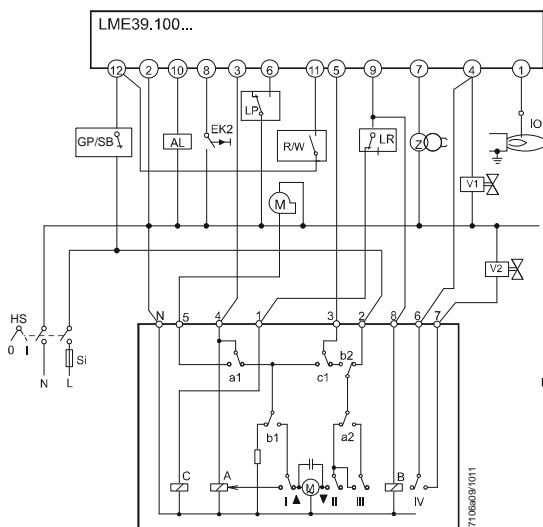 LME39.100...
12 2 10 8 3 6 11 5 9 7 4 1
GP/SB AL EK2 LP R/W LR Z IO
M V1
V2
HS
0 I Si
N L
N 5 4 1 3 2 8 6 7
a1 c1 b2
b1 a2
C A I M II III B IV
7106a09/1011